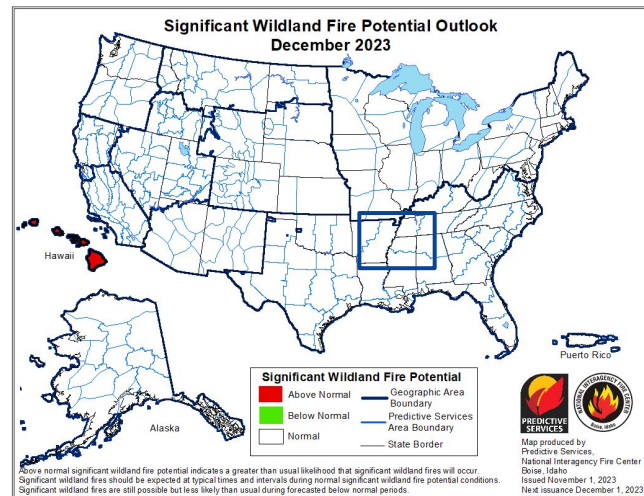 Significant Wildland Fire Potential Outlook
December 2023
Hawaii
Alaska
Puerto Rico
Significant Wildland Fire Potential
Above Normal
Below Normal
Normal
Geographic Area
Boundary
Predictive Services
Area Boundary
State Border
PREDICTIVE
SERVICES
NATIONAL INTERAGENCY FIRE CENTER
Boise, Idaho
Map produced by
Predictive Services,
National Interagency Fire Center
Boise, Idaho
Issued November 1, 2023
Next issuance December 1, 2023
Above normal significant wildland fire potential indicates a greater than usual likelihood that significant wildland fires will occur.
Significant wildland fires should be expected at typical times and intervals during normal significant wildland fire potential conditions.
Significant wildland fires are still possible but less likely than usual during forecasted below normal periods.